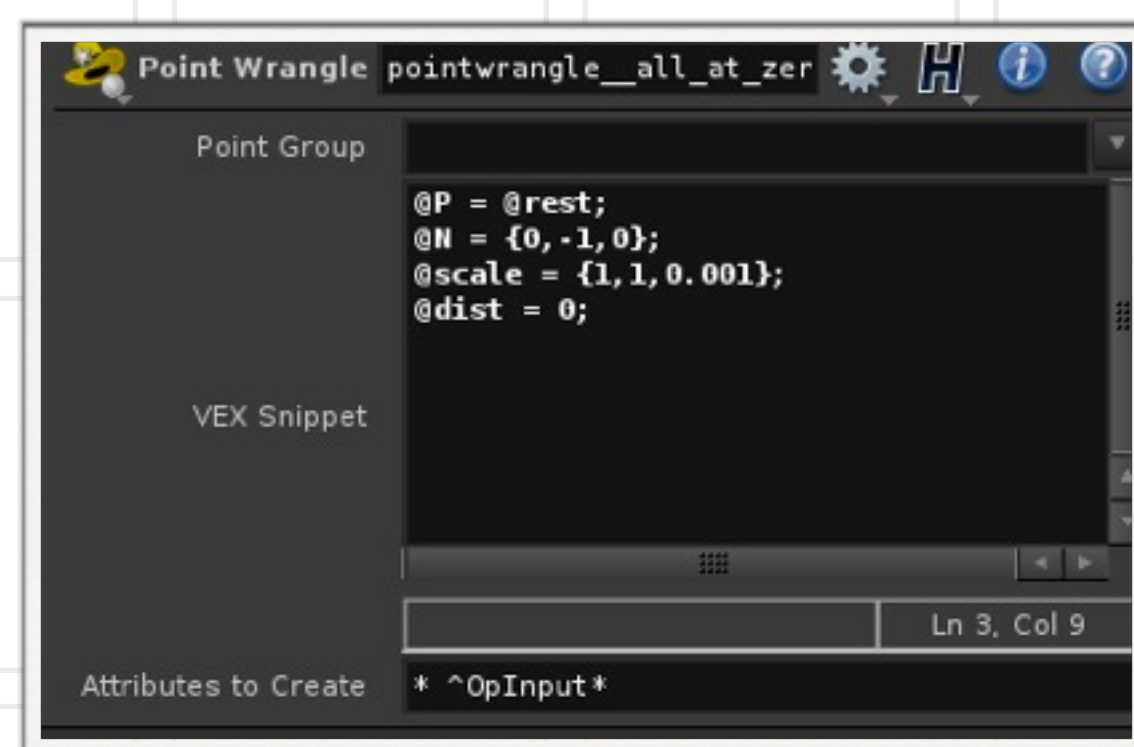 Point Wrangle pointwrangle__all_at_zer
Point Group
@P = @rest;
@N = {0,-1,0};
@scale = {1,1,0.001};
@dist = 0;
VEX Snippet
Ln 3, Col 9
Attributes to Create * ^OpInput*